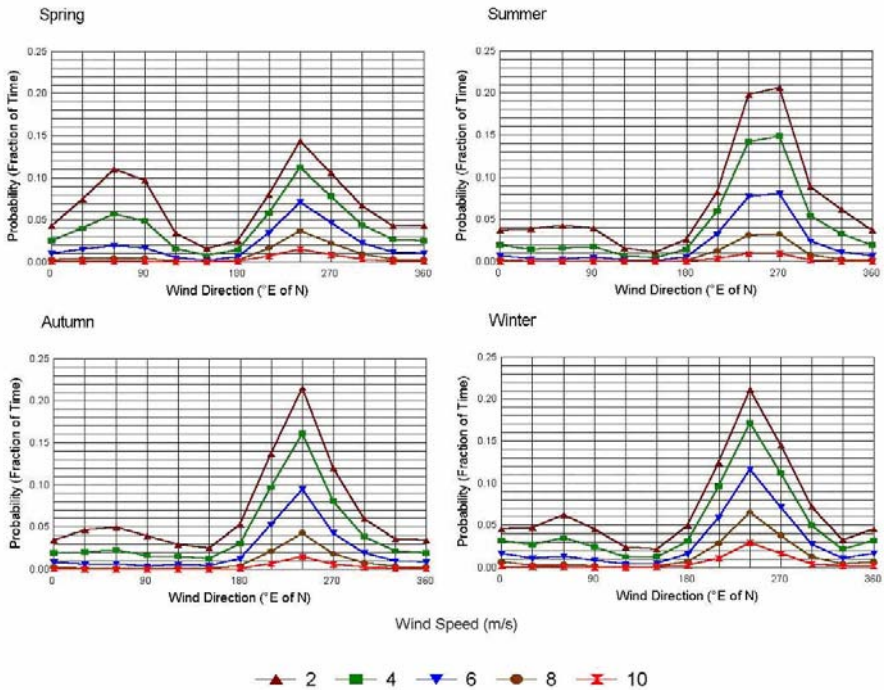 Spring
Summer
0.25
0.20
0.15
0.10
0.05
0.00
Probability (Fraction of Time)
0 90 180 270 360
Wind Direction (°E of N)
0.25
0.20
0.15
0.10
0.05
0.00
Probability (Fraction of Time)
0 90 180 270 360
Wind Direction (°E of N)
Autumn
Winter
0.25
0.20
0.15
0.10
0.05
0.00
Probability (Fraction of Time)
0 90 180 270 360
Wind Direction (°E of N)
0.25
0.20
0.15
0.10
0.05
0.00
Probability (Fraction of Time)
0 90 180 270 360
Wind Direction (°E of N)
Wind Speed (m/s)
2 4 6 8 10